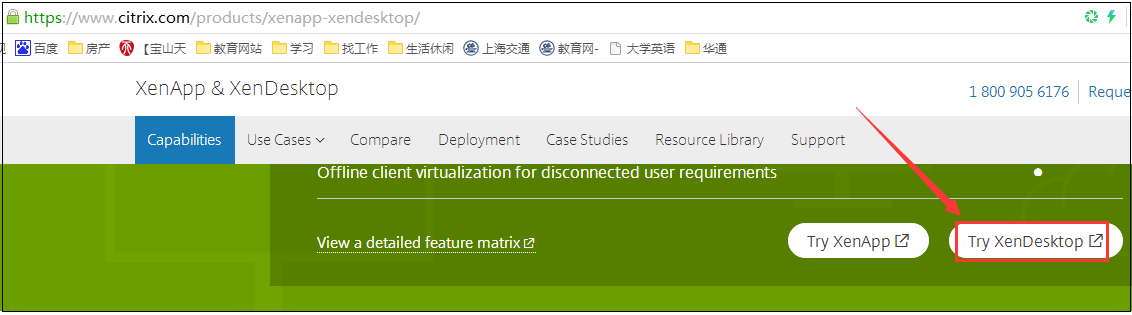 https://www.citrix.com/products/xenapp-xendesktop/
百度 房产 【宝山天 教育网站 学习 找工作 生活休闲 上海交通 教育网- 大学英语 华通
XenApp & XenDesktop
1 800 905 6176 Reque
Capabilities Use Cases Compare Deployment Case Studies Resource Library Support
Offline client virtualization for disconnected user requirements
View a detailed feature matrix Try XenApp Try XenDesktop